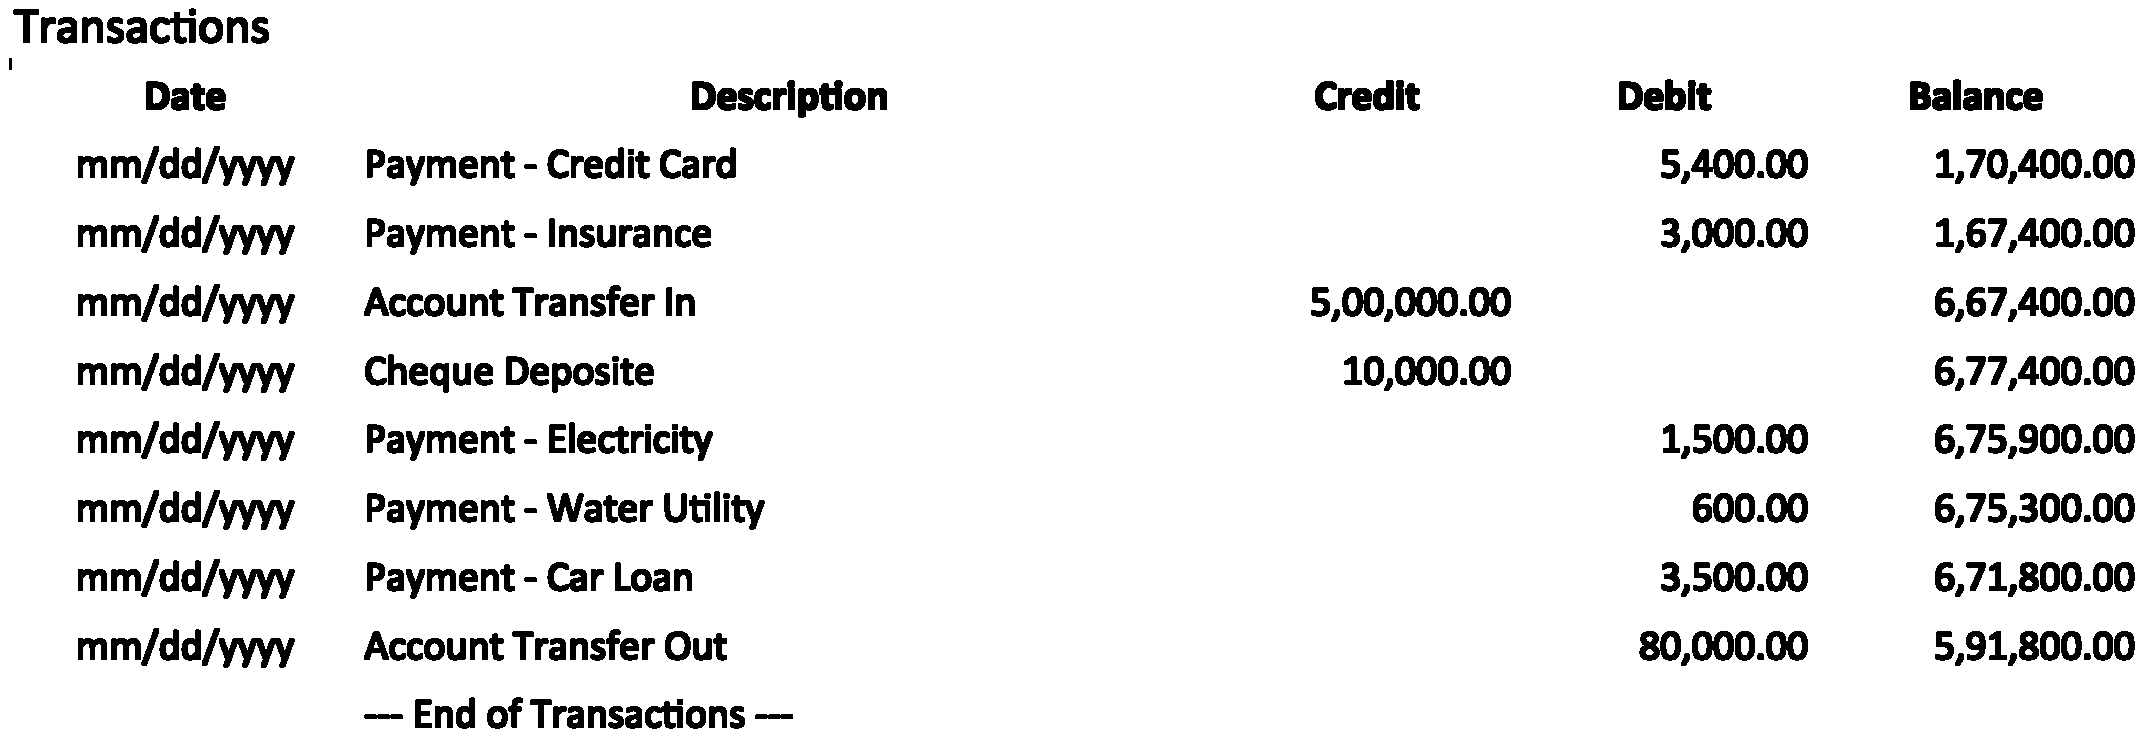 Transactions
Date Description Credit Debit Balance
mm/dd/yyyy Payment - Credit Card 5,400.00 1,70,400.00
mm/dd/yyyy Payment - Insurance 3,000.00 1,67,400.00
mm/dd/yyyy Account Transfer In 5,00,000.00 6,67,400.00
mm/dd/yyyy Cheque Deposite 10,000.00 6,77,400.00
mm/dd/yyyy Payment - Electricity 1,500.00 6,75,900.00
mm/dd/yyyy Payment - Water Utility 600.00 6,75,300.00
mm/dd/yyyy Payment - Car Loan 3,500.00 6,71,800.00
mm/dd/yyyy Account Transfer Out 80,000.00 5,91,800.00
--- End of Transactions ---